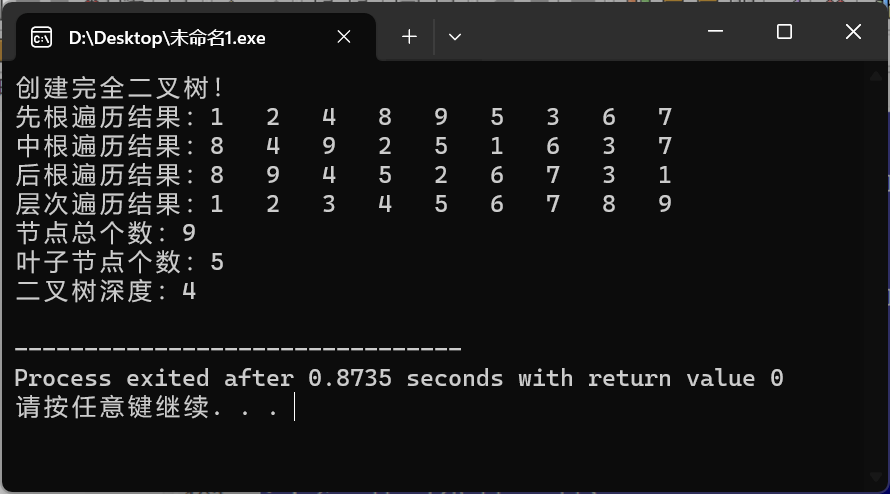 D:\Desktop\未命名1.exe
创建完全二叉树!
先根遍历结果: 1 2 4 8 9 5 3 6 7
中根遍历结果: 8 4 9 2 5 1 6 3 7
后根遍历结果: 8 9 4 5 2 6 7 3 1
层次遍历结果: 1 2 3 4 5 6 7 8 9
节点总个数: 9
叶子节点个数: 5
二叉树深度: 4
--------------------------------
Process exited after 0.8735 seconds with return value 0
请按任意键继续. . .